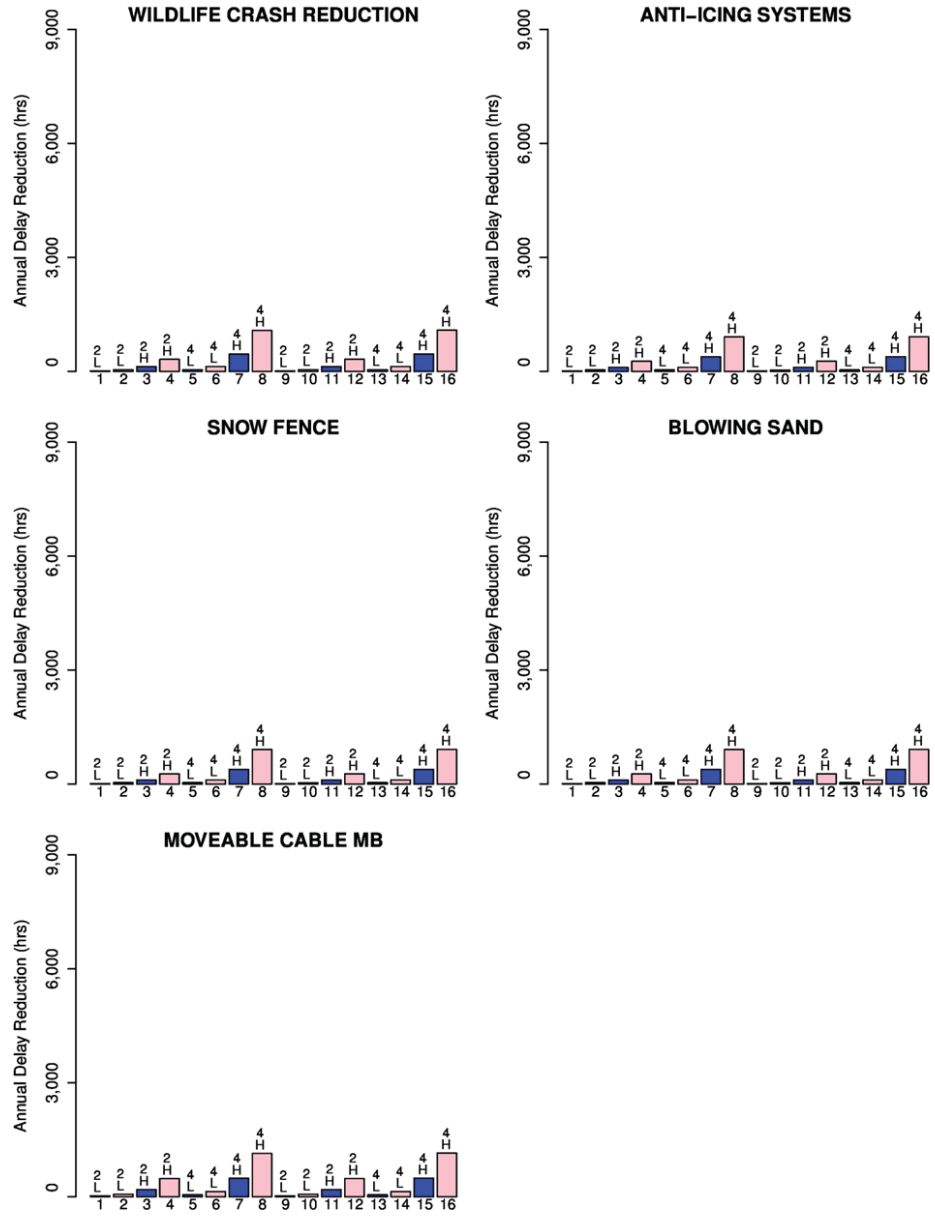 WILDLIFE CRASH REDUCTION
Annual Delay Reduction (hrs)
9,000
6,000
3,000
0
2 2 2 2 4 4 4 4 2 2 2 2 4 4 4 4
L L H H L L H H L L H H L L H H
1 2 3 4 5 6 7 8 9 10 11 12 13 14 15 16
ANTI-ICING SYSTEMS
Annual Delay Reduction (hrs)
9,000
6,000
3,000
0
2 2 2 2 4 4 4 4 2 2 2 2 4 4 4 4
L L H H L L H H L L H H L L H H
1 2 3 4 5 6 7 8 9 10 11 12 13 14 15 16
SNOW FENCE
Annual Delay Reduction (hrs)
9,000
6,000
3,000
0
2 2 2 2 4 4 4 4 2 2 2 2 4 4 4 4
L L H H L L H H L L H H L L H H
1 2 3 4 5 6 7 8 9 10 11 12 13 14 15 16
BLOWING SAND
Annual Delay Reduction (hrs)
9,000
6,000
3,000
0
2 2 2 2 4 4 4 4 2 2 2 2 4 4 4 4
L L H H L L H H L L H H L L H H
1 2 3 4 5 6 7 8 9 10 11 12 13 14 15 16
MOVEABLE CABLE MB
Annual Delay Reduction (hrs)
9,000
6,000
3,000
0
2 2 2 2 4 4 4 4 2 2 2 2 4 4 4 4
L L H H L L H H L L H H L L H H
1 2 3 4 5 6 7 8 9 10 11 12 13 14 15 16